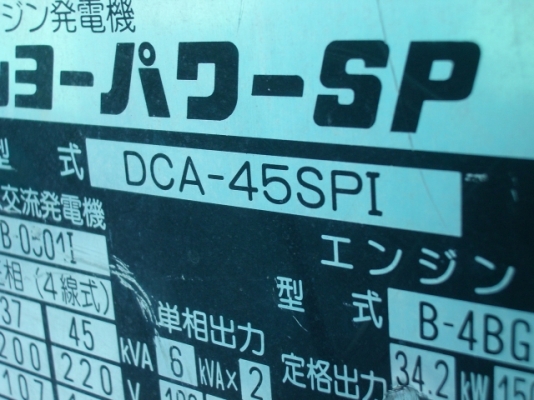 ジン発電機
ヨーパワーSP
型 式 DCA-45SPI
交流発電機
エンジン
相 (4線式)
型 式 B-4BG
37 45 単相出力
200 220 kVA 6 kVA×2 定格出力 34.2 kW 150
107